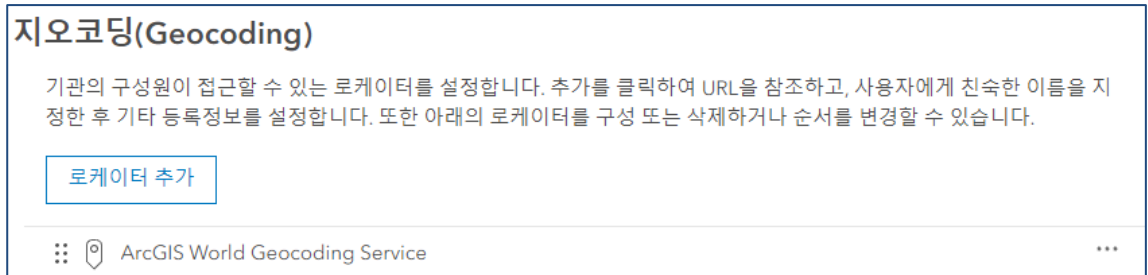 지오코딩(Geocoding)
기관의 구성원이 접근할 수 있는 로케이터를 설정합니다. 추가를 클릭하여 URL을 참조하고, 사용자에게 친숙한 이름을 지
정한 후 기타 등록정보를 설정합니다. 또한 아래의 로케이터를 구성 또는 삭제하거나 순서를 변경할 수 있습니다.
로케이터 추가
ArcGIS World Geocoding Service